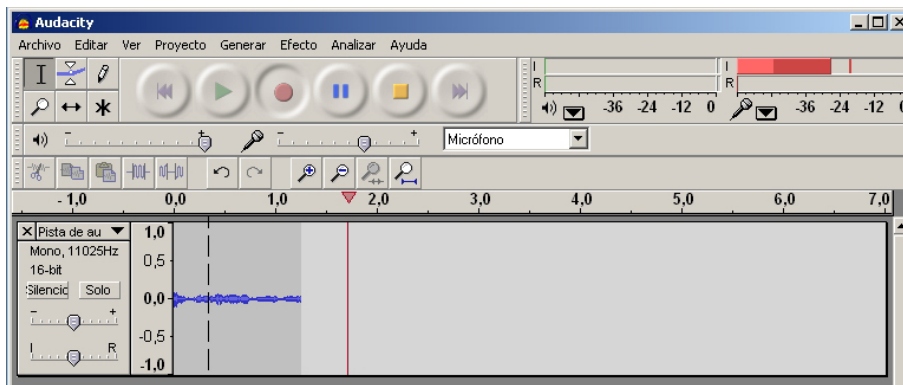 Audacity
Archivo Editar Ver Proyecto Generar Efecto Analizar Ayuda
I I
R R
-36 -24 -12 0 -36 -24 -12
- + - + Micrófono
- 1,0 0,0 1,0 2,0 3,0 4,0 5,0 6,0 7,0
X Pista de au 1,0
Mono, 11025Hz
16-bit 0,5
Silencic Solo
0,0
- +
-0,5
I R
-1,0